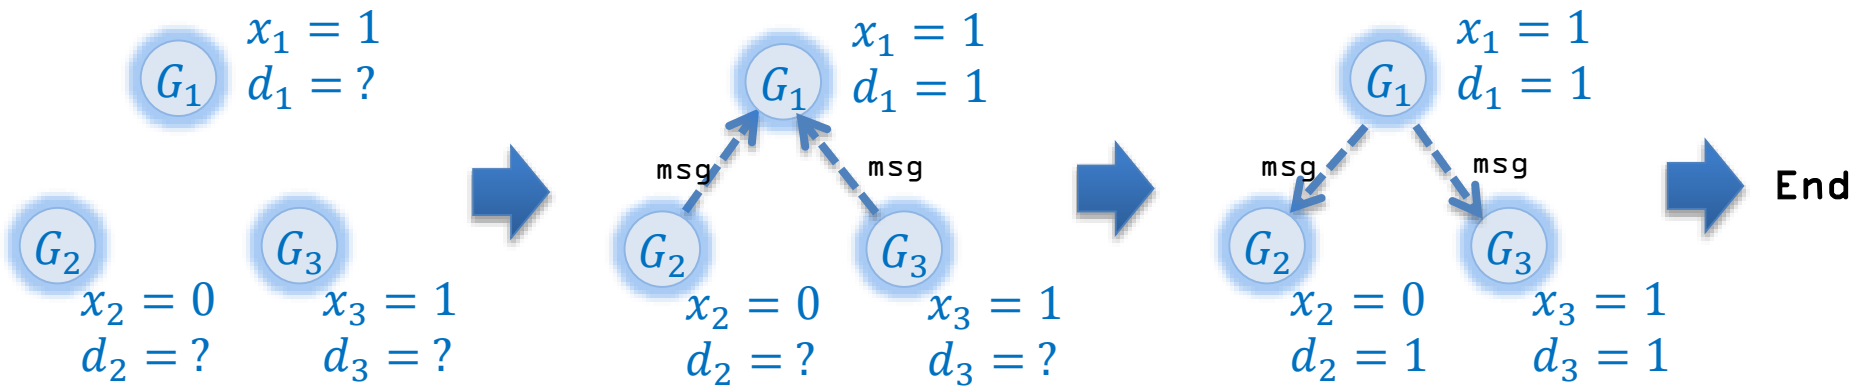 G₁
x₁ = 1
d₁ = ?
G₂
x₂ = 0
d₂ = ?
G₃
x₃ = 1
d₃ = ?
G₁
x₁ = 1
d₁ = 1
msg
msg
G₂
x₂ = 0
d₂ = ?
G₃
x₃ = 1
d₃ = ?
G₁
x₁ = 1
d₁ = 1
msg
msg
G₂
x₂ = 0
d₂ = 1
G₃
x₃ = 1
d₃ = 1
End